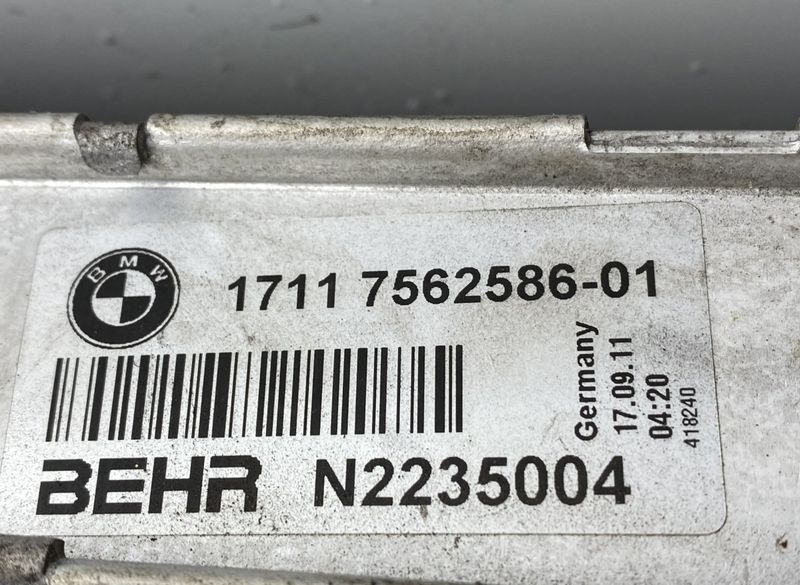 BMW
1711 7562586-01
Germany
17.09.11
04:20
418240
BEHR N2235004